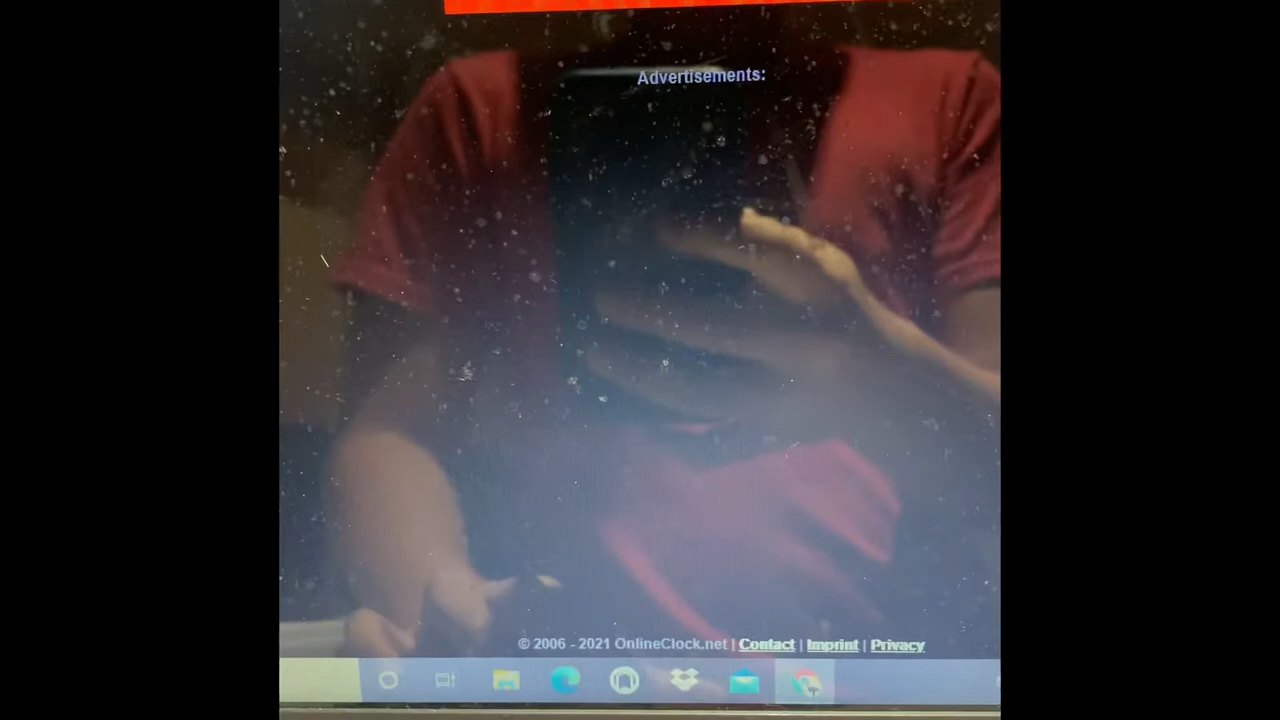 Advertisements:
© 2006 - 2021 OnlineClock.net | Contact | Imprint | Privacy